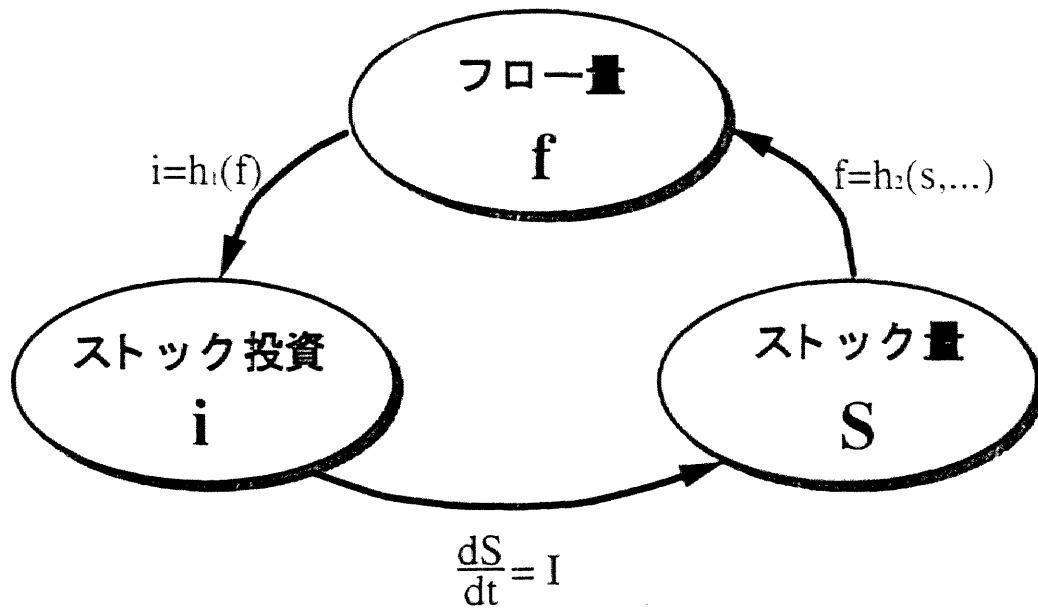 フロー量
f
i=h₁(f)
f=h₂(s,...)
ストック投資
i
ストック量
S
dS/dt = I